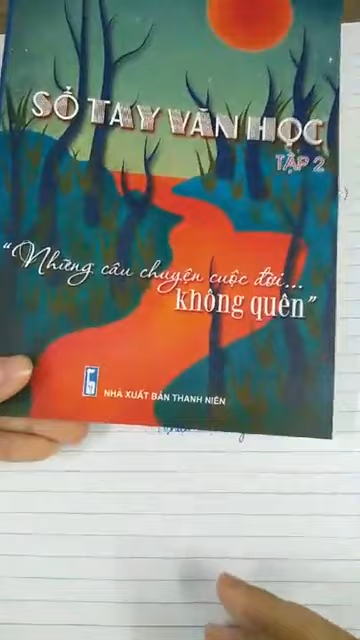 SỔ TAY VĂN HỌC
TẬP 2
“Những câu chuyện cuộc đời...
không quên”
NHÀ XUẤT BẢN THANH NIÊN